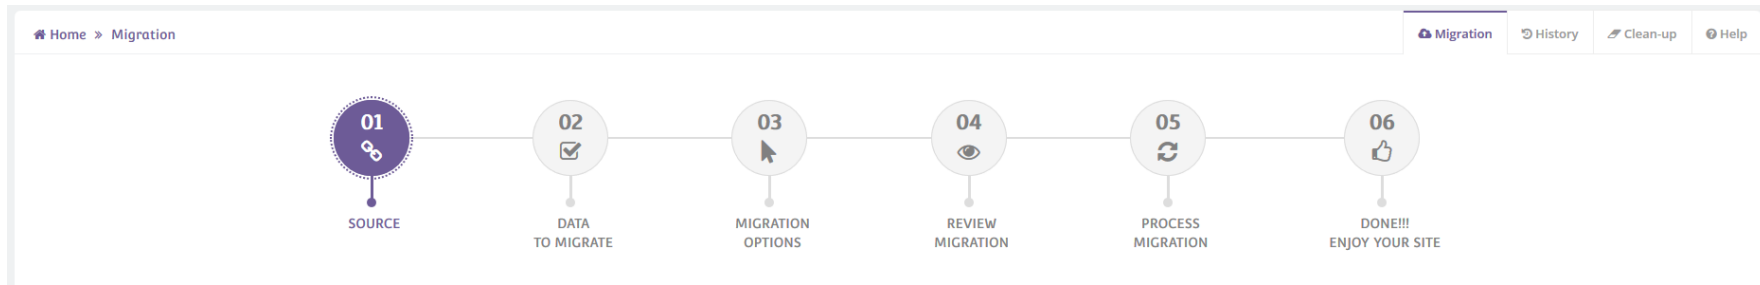 Home » Migration
Migration
History
Clean-up
Help
01
02
03
04
05
06
SOURCE
DATA
TO MIGRATE
MIGRATION
OPTIONS
REVIEW
MIGRATION
PROCESS
MIGRATION
DONE!!!
ENJOY YOUR SITE